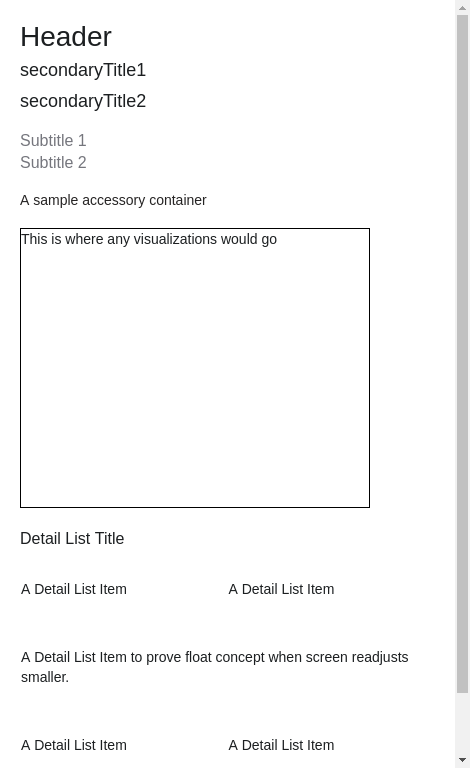 Header
secondaryTitle1
secondaryTitle2
Subtitle 1
Subtitle 2
A sample accessory container
This is where any visualizations would go
Detail List Title
A Detail List Item
A Detail List Item
A Detail List Item to prove float concept when screen readjusts
smaller.
A Detail List Item
A Detail List Item